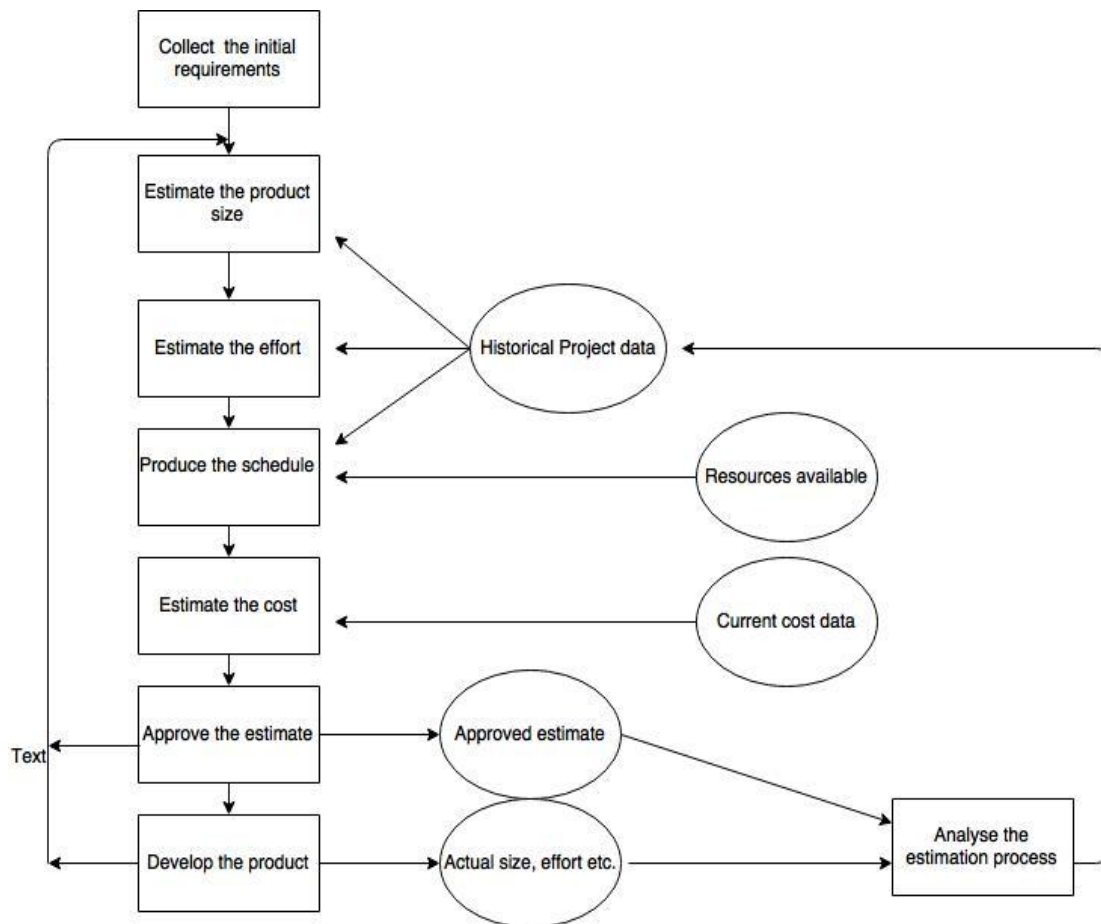 Collect the initial
requirements
Estimate the product
size
Estimate the effort
Historical Project data
Produce the schedule
Resources available
Estimate the cost
Current cost data
Approve the estimate
Approved estimate
Text
Develop the product
Actual size, effort etc.
Analyse the
estimation process